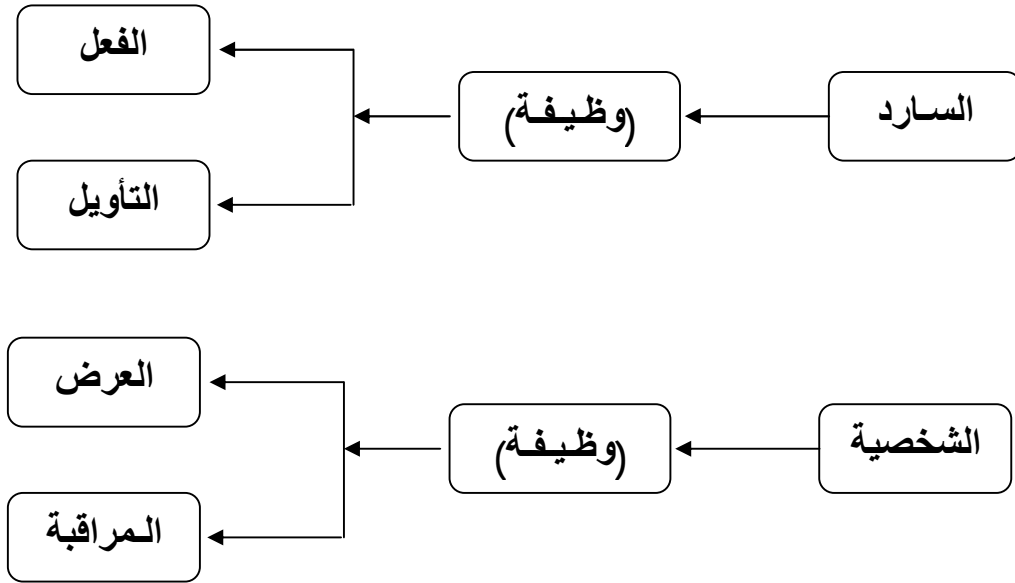 الفعل
السارد
(وظيفة)
التأويل
العرض
الشخصية
(وظيفة)
المراقبة